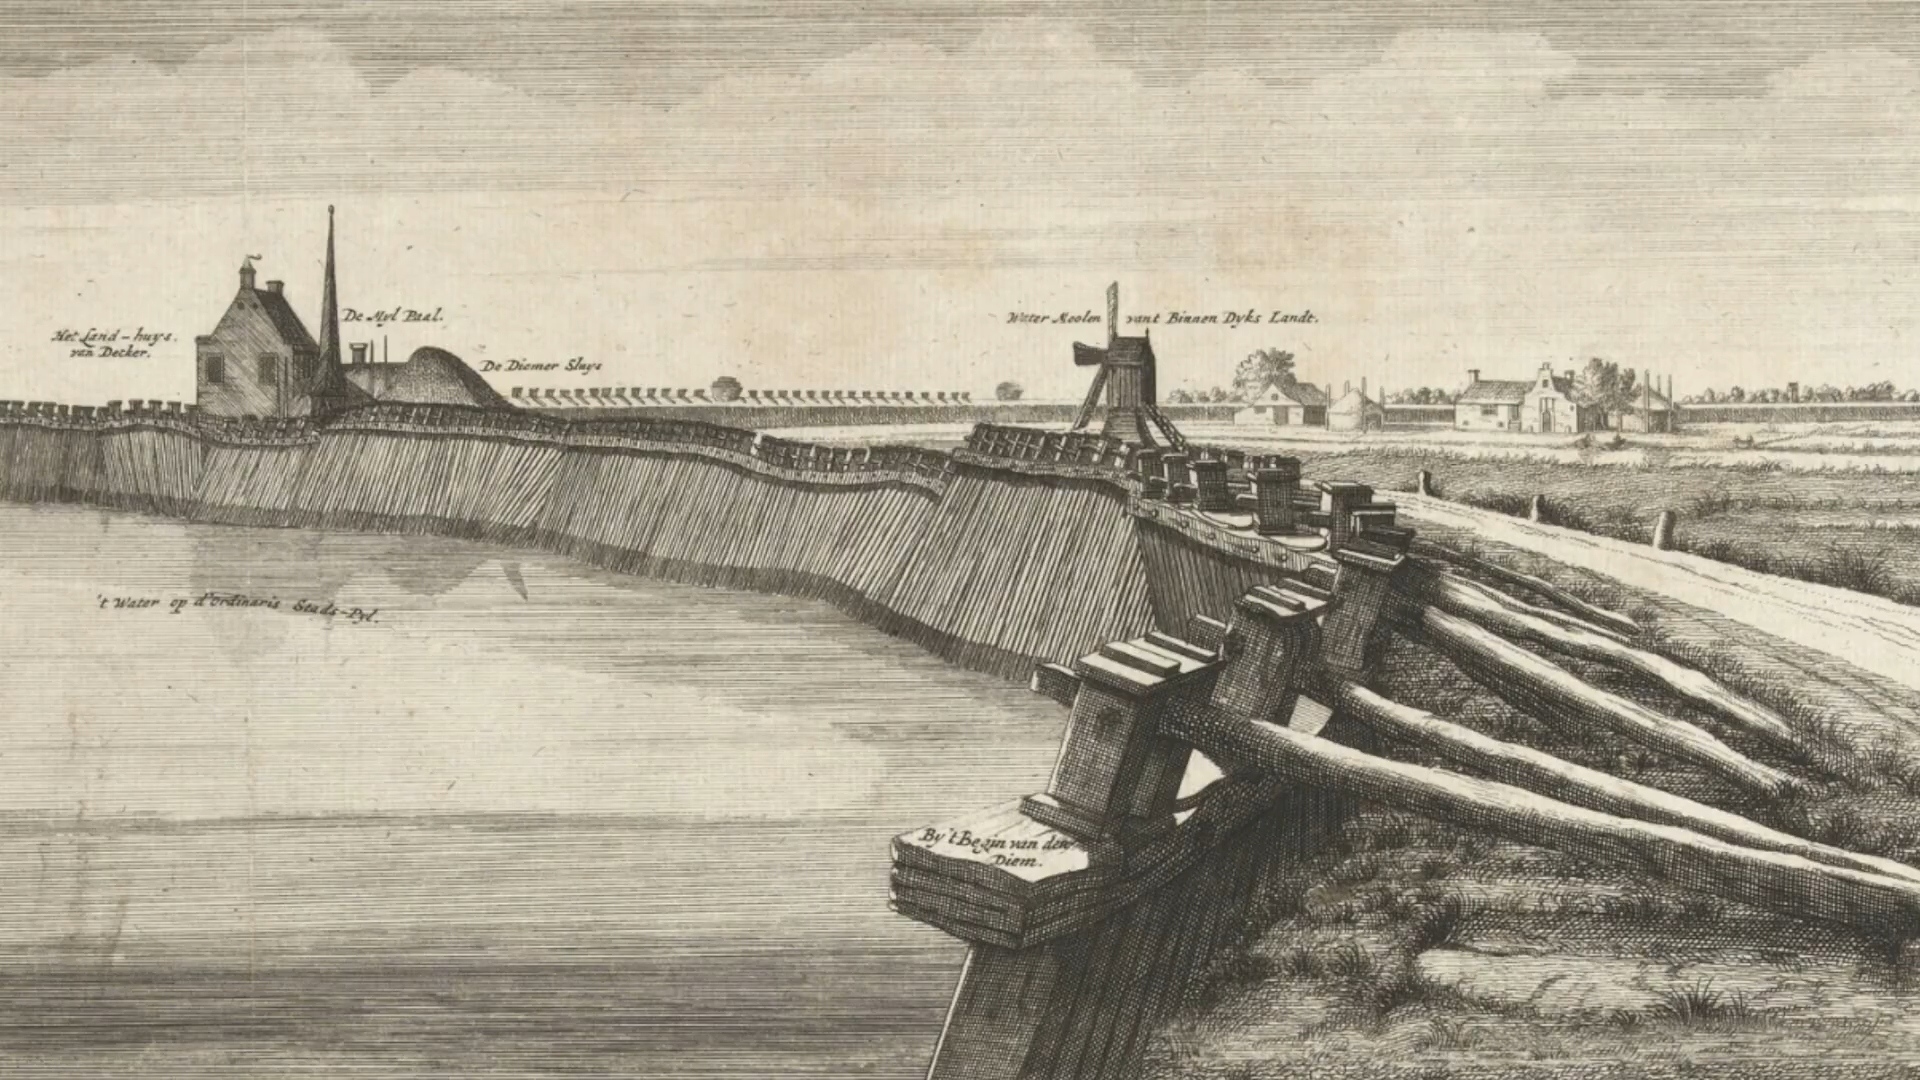 Het Land-huys.
van Decker.
De Myl Paal.
De Diemer Sluys
Water Moolen vant Binnen Dyks Landt.
't Water op d'Ordinaris Stads-Pyl.
By 't Begin van den
Diem.